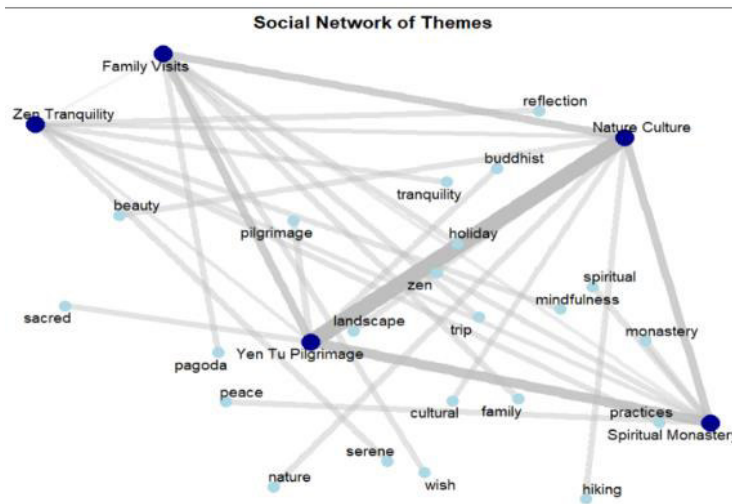 Social Network of Themes
Family Visits
reflection
Zen Tranquility
Nature Culture
buddhist
tranquility
beauty
pilgrimage
holiday
zen
spiritual
mindfulness
sacred
landscape
trip
monastery
Yen Tu Pilgrimage
pagoda
peace
cultural
family
practices
Spiritual Monastery
serene
nature
wish
hiking